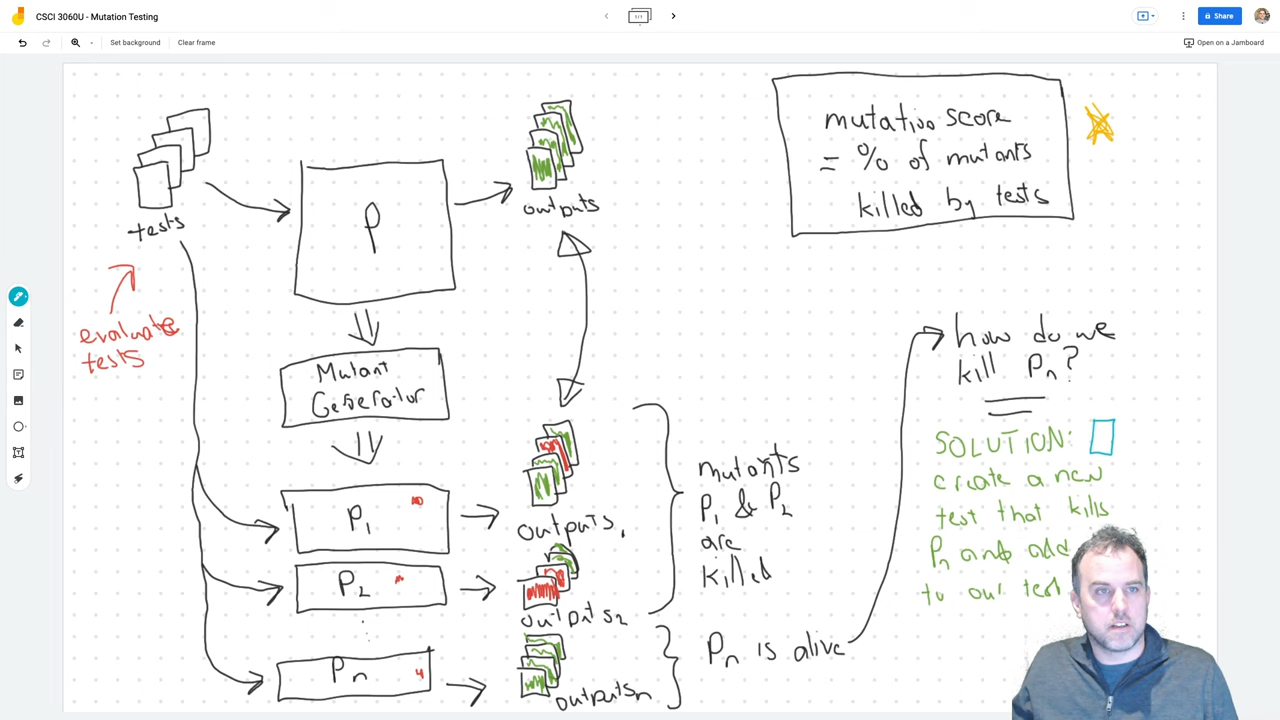 CSCI 3060U - Mutation Testing
1/1
Share
Set background
Clear frame
Open on a Jamboard
tests
evaluate
tests
P
outputs
Mutant
Generator
P1
outputs1
P2
outputs2
Pn
outputsn
mutants
P1 & P2
are
killed
Pn is alive
mutation score
= % of mutants
killed by tests
how do we
kill Pn?
SOLUTION:
create a new
test that kills
Pn and add
to our test